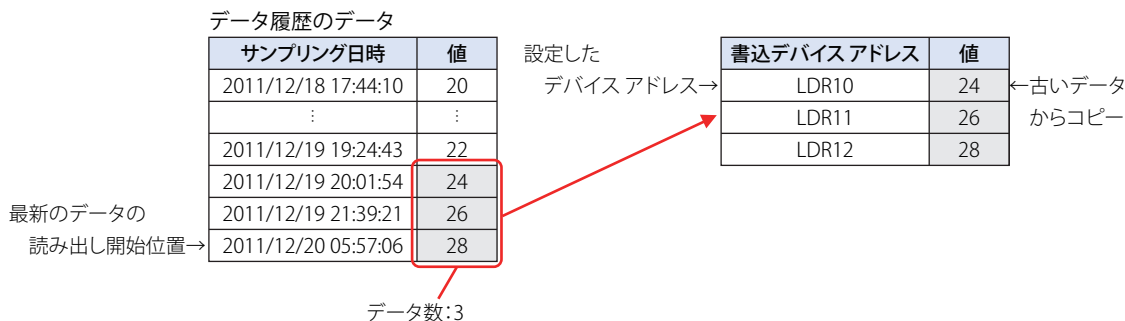 データ履歴のデータ
サンプリング日時 値
2011/12/18 17:44:10 20
⋮ ⋮
2011/12/19 19:24:43 22
2011/12/19 20:01:54 24
2011/12/19 21:39:21 26
2011/12/20 05:57:06 28
最新のデータの
読み出し開始位置→
データ数：3
設定した
デバイス アドレス→
書込デバイス アドレス 値
LDR10 24
LDR11 26
LDR12 28
←古いデータ
からコピー